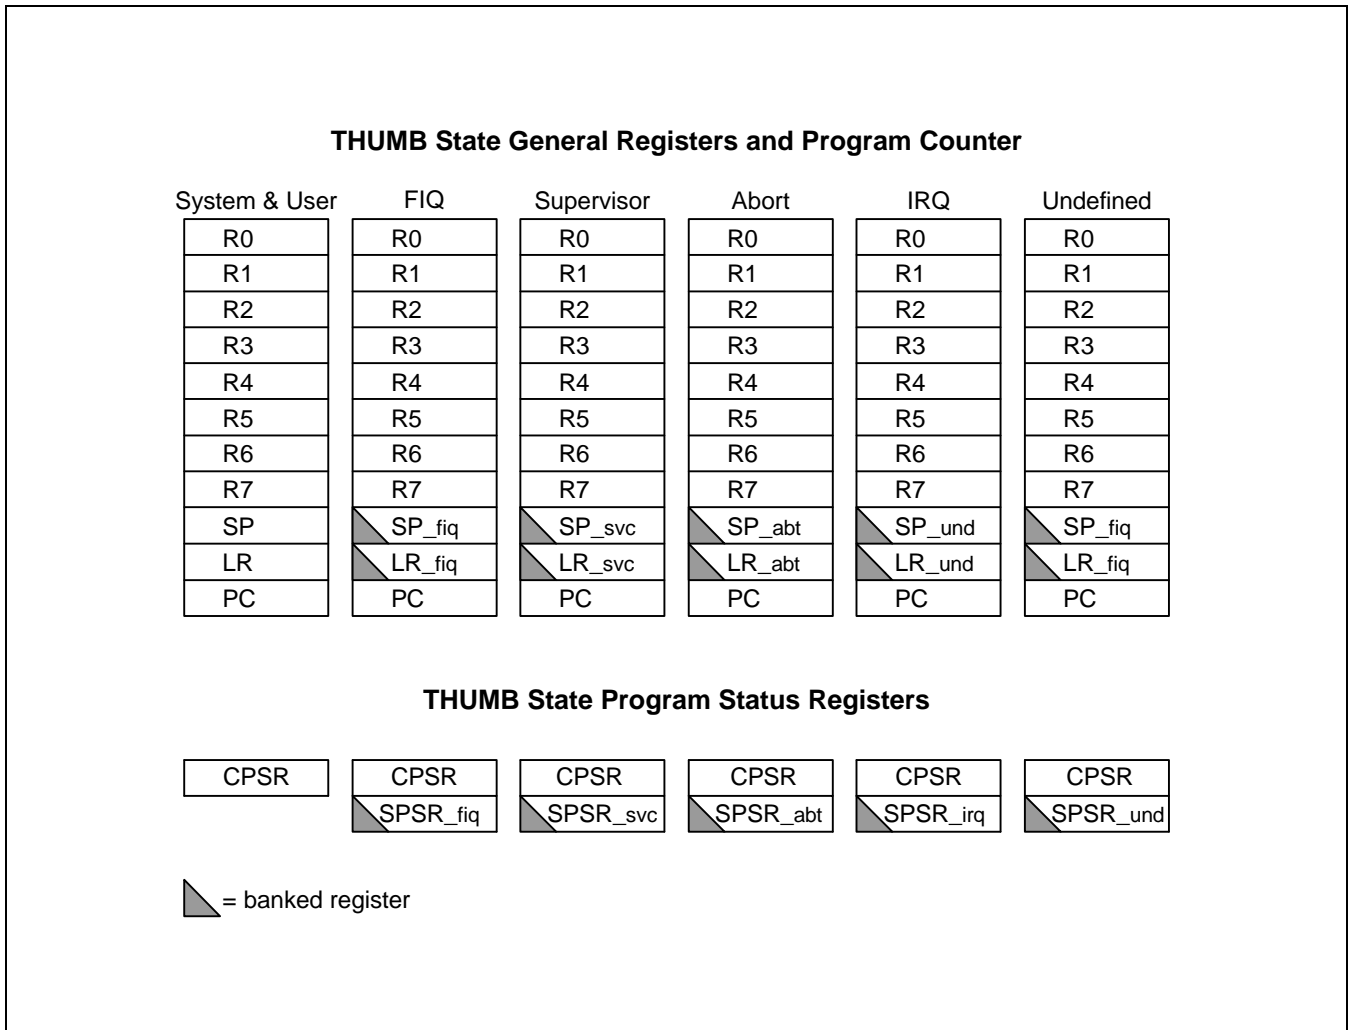 THUMB State General Registers and Program Counter
System & User FIQ Supervisor Abort IRQ Undefined
R0 R0 R0 R0 R0 R0
R1 R1 R1 R1 R1 R1
R2 R2 R2 R2 R2 R2
R3 R3 R3 R3 R3 R3
R4 R4 R4 R4 R4 R4
R5 R5 R5 R5 R5 R5
R6 R6 R6 R6 R6 R6
R7 R7 R7 R7 R7 R7
SP SP_fiq SP_svc SP_abt SP_und SP_fiq
LR LR_fiq LR_svc LR_abt LR_und LR_fiq
PC PC PC PC PC PC
THUMB State Program Status Registers
CPSR CPSR CPSR CPSR CPSR CPSR
SPSR_fiq SPSR_svc SPSR_abt SPSR_irq SPSR_und
= banked register